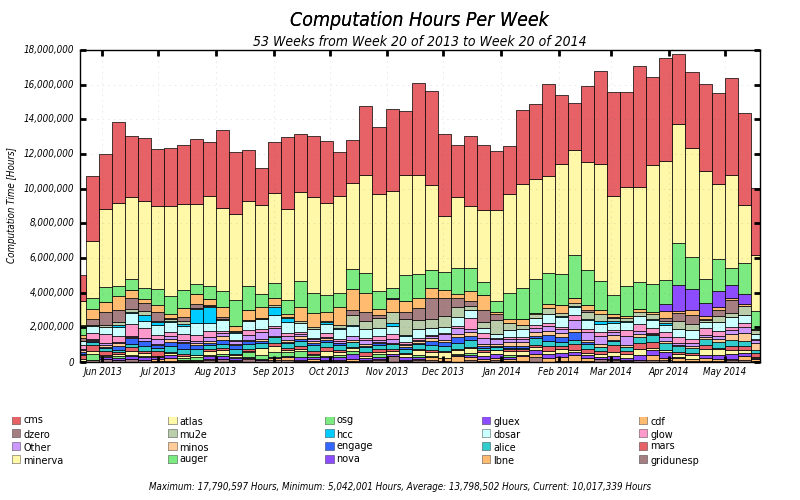 Computation Hours Per Week
53 Weeks from Week 20 of 2013 to Week 20 of 2014
18,000,000
16,000,000
14,000,000
12,000,000
10,000,000
8,000,000
6,000,000
4,000,000
2,000,000
0
Computation Time [Hours]
Jun 2013 Jul 2013 Aug 2013 Sep 2013 Oct 2013 Nov 2013 Dec 2013 Jan 2014 Feb 2014 Mar 2014 Apr 2014 May 2014
cms atlas osg gluex cdf
dzero mu2e hcc dosar glow
Other minos engage alice mars
minerva auger nova lbne gridunesp
Maximum: 17,790,597 Hours, Minimum: 5,042,001 Hours, Average: 13,798,502 Hours, Current: 10,017,339 Hours